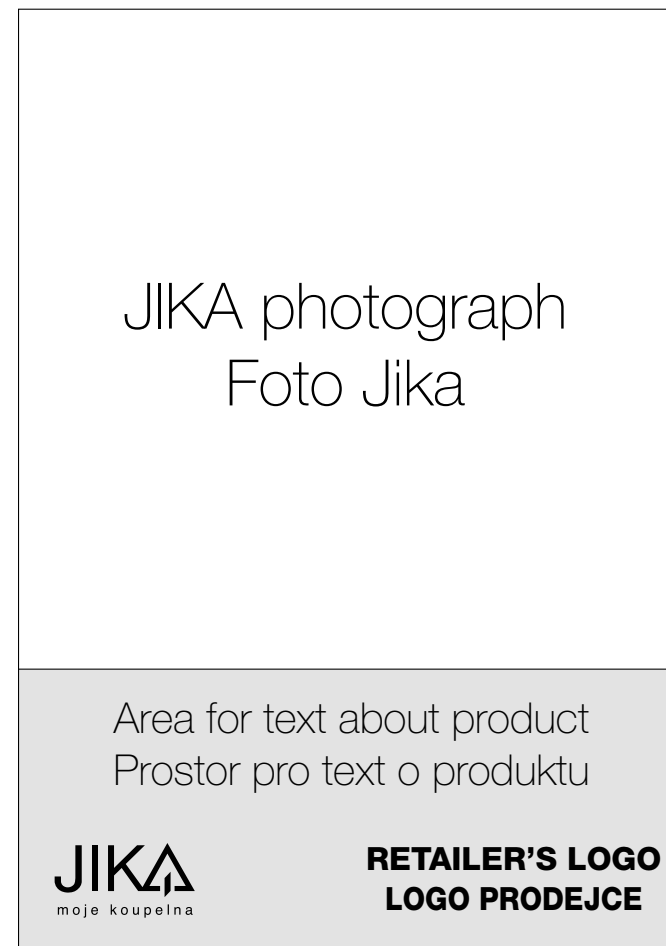 JIKA photograph
Foto Jika
Area for text about product
Prostor pro text o produktu
JIKA
moje koupelna
RETAILER'S LOGO
LOGO PRODEJCE